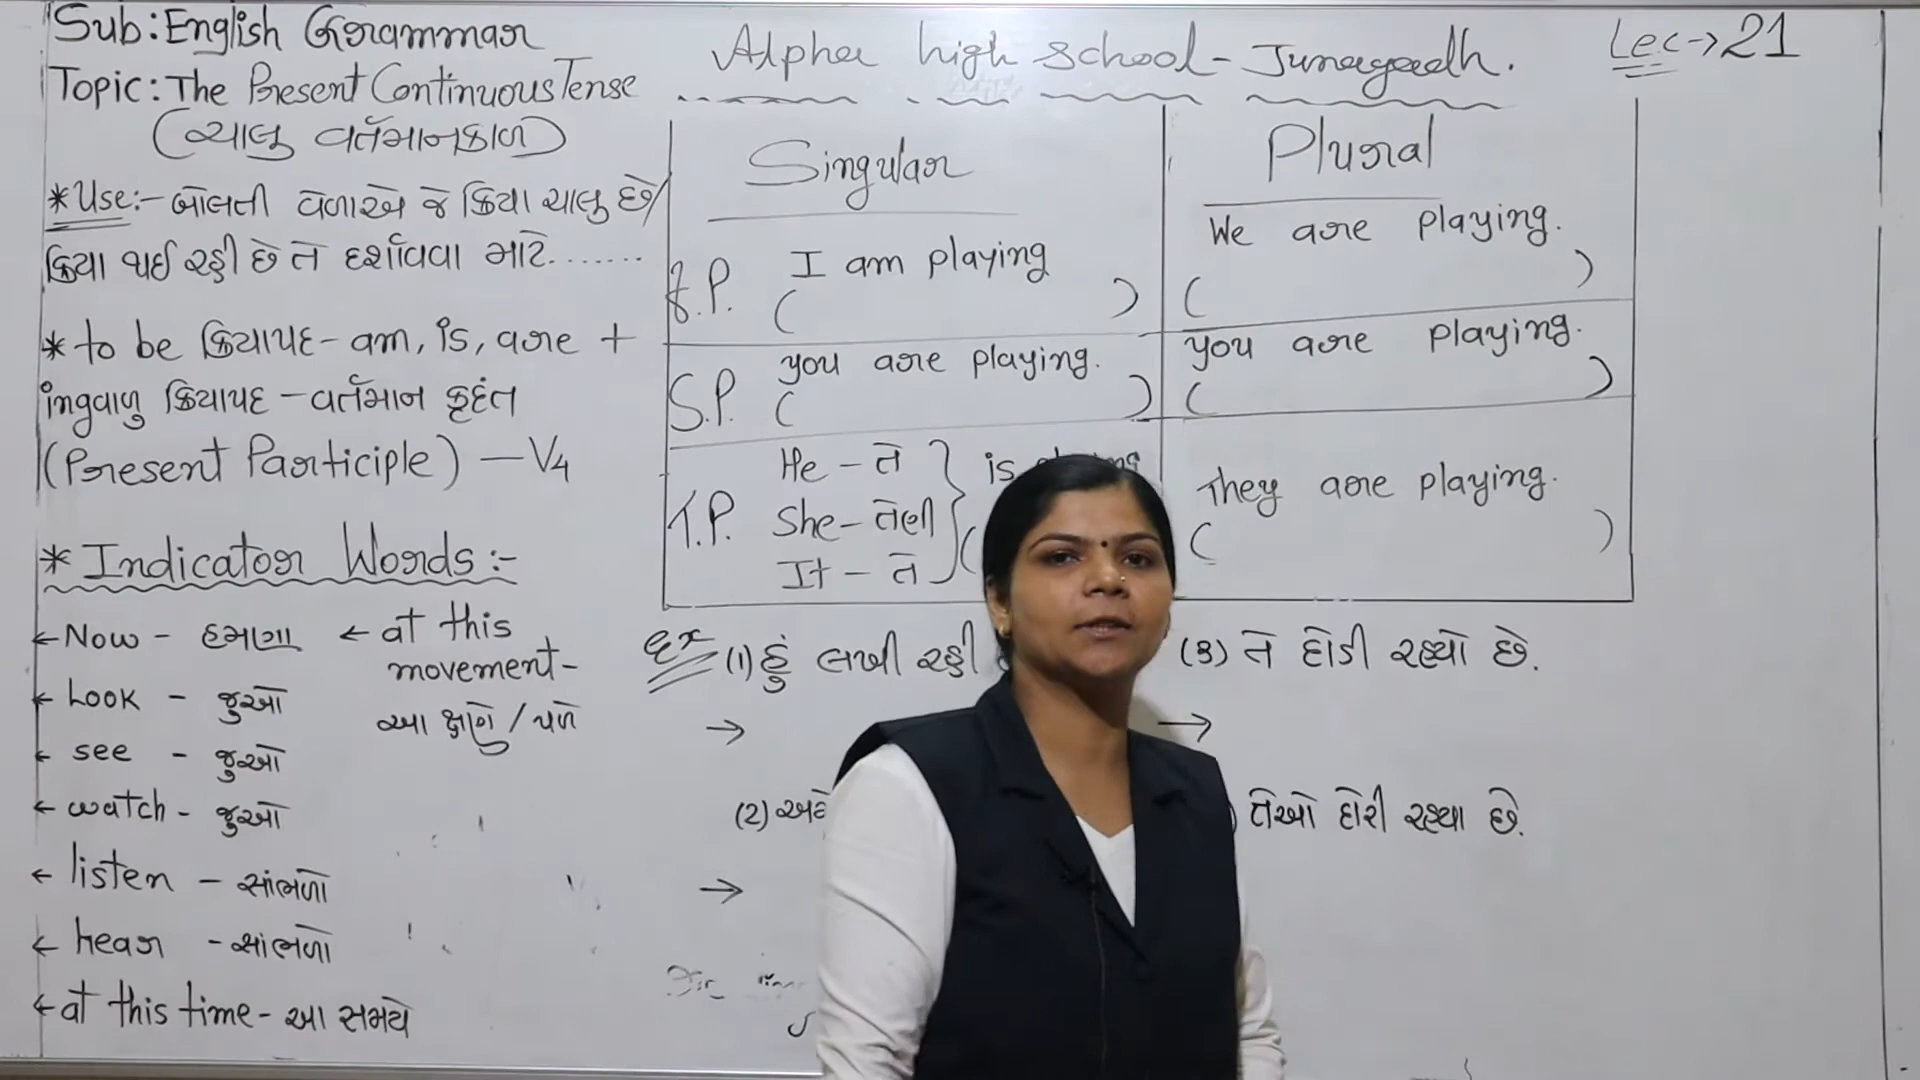 Sub: English Grammar
Topic: The Present Continuous Tense
(ચાલુ વર્તમાનકાળ)
* Use:- બોલતી વેળાએ જે ક્રિયા ચાલુ છે/
ક્રિયા થઈ રહી છે તે દર્શાવવા માટે.......
* to be ક્રિયાપદ - am, is, are +
ingવાળુ ક્રિયાપદ - વર્તમાન કૃદંત
(Present Participle) - V4
* Indicator Words:-
← Now - હમણા
← Look - જુઓ
← see - જુઓ
← watch - જુઓ
← listen - સાંભળો
← hear - સાંભળો
← at this time - આ સમયે
← at this
movement -
આ ક્ષણે / પળે
Alpha high school - Junagadh.
Lec → 21
Singular
Plural
F.P. I am playing
( )
We are playing.
( )
S.P. you are playing.
( )
you are playing.
( )
T.P. He - તે } is
She - તેણી (
It - તે
They are playing.
( )
Ex (1) હું લખી રહી
→
(2)
→
(3) તે દોડી રહ્યો છે.
→
) તેઓ દોરી રહ્યા છે.